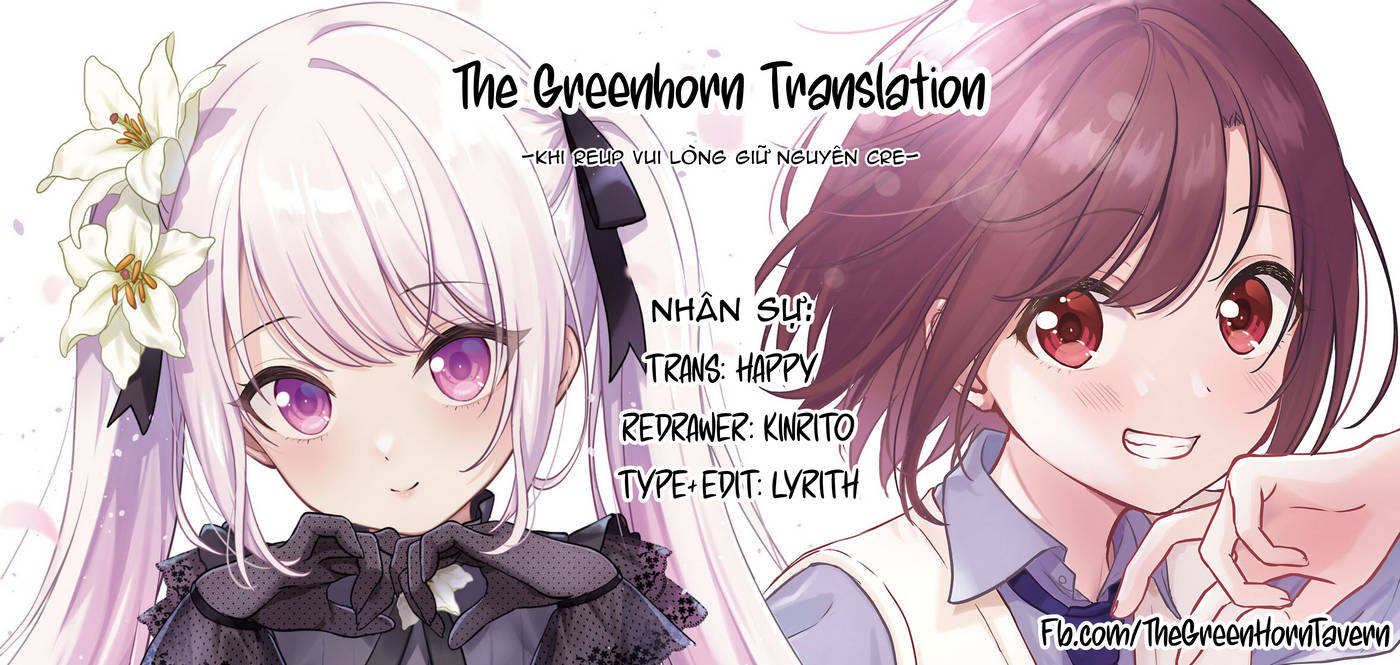 The Greenhorn Translation
-KHI REUP VUI LÒNG GIỮ NGUYÊN CRE-
NHÂN SỰ:
TRANS: HAPPY
REDRAWER: KINRITO
TYPE+EDIT: LYRITH
Fb.com/TheGreenHornTavern